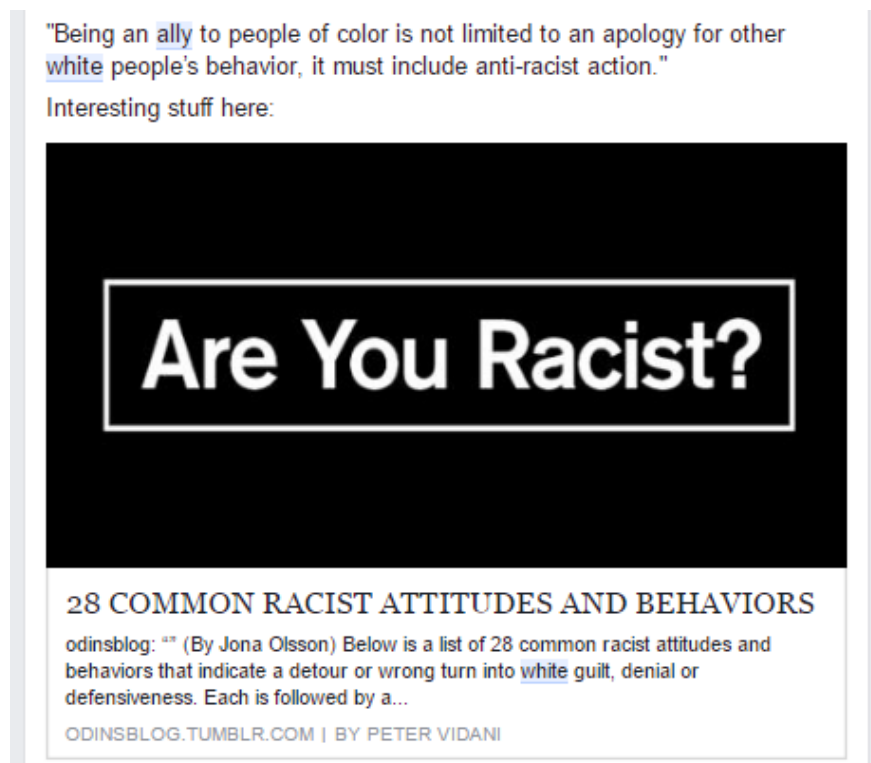 "Being an ally to people of color is not limited to an apology for other
white people's behavior, it must include anti-racist action."
Interesting stuff here:
Are You Racist?
28 COMMON RACIST ATTITUDES AND BEHAVIORS
odinsblog: “” (By Jona Olsson) Below is a list of 28 common racist attitudes and
behaviors that indicate a detour or wrong turn into white guilt, denial or
defensiveness. Each is followed by a...
ODINSBLOG.TUMBLR.COM | BY PETER VIDANI